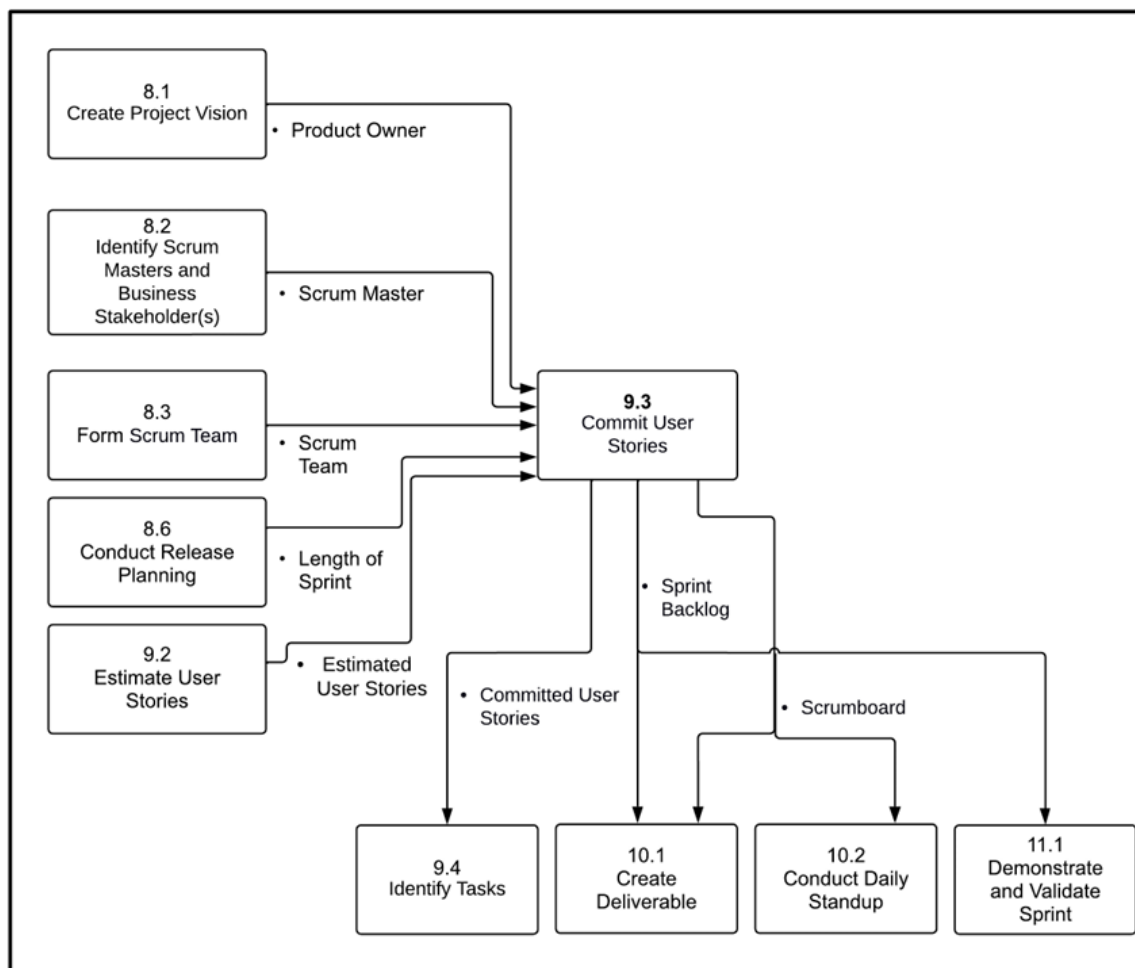 8.1
Create Project Vision
• Product Owner
8.2
Identify Scrum
Masters and
Business
Stakeholder(s)
• Scrum Master
8.3
Form Scrum Team
• Scrum
Team
9.3
Commit User
Stories
8.6
Conduct Release
Planning
• Length of
Sprint
9.2
Estimate User
Stories
• Estimated
User Stories
• Sprint
Backlog
• Committed User
Stories
• Scrumboard
9.4
Identify Tasks
10.1
Create
Deliverable
10.2
Conduct Daily
Standup
11.1
Demonstrate
and Validate
Sprint